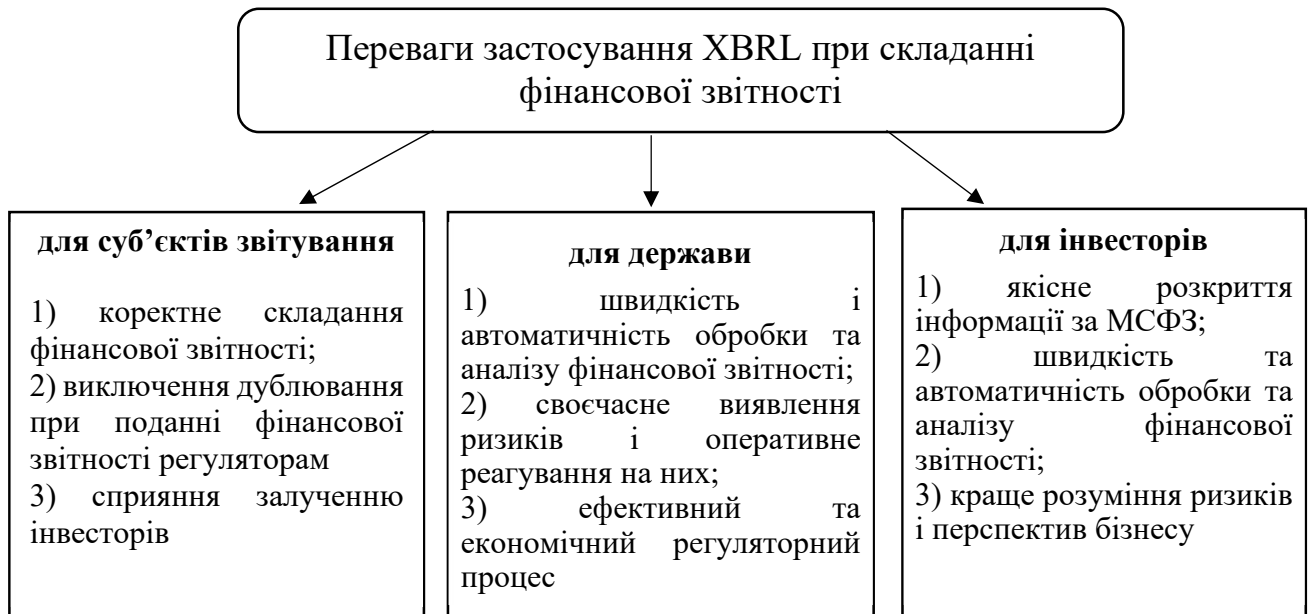 Переваги застосування XBRL при складанні
фінансової звітності
для суб’єктів звітування
1) коректне складання
фінансової звітності;
2) виключення дублювання
при поданні фінансової
звітності регуляторам
3) сприяння залученню
інвесторів
для держави
1) швидкість і
автоматичність обробки та
аналізу фінансової звітності;
2) своєчасне виявлення
ризиків і оперативне
реагування на них;
3) ефективний та
економічний регуляторний
процес
для інвесторів
1) якісне розкриття
інформації за МСФЗ;
2) швидкість та
автоматичність обробки та
аналізу фінансової
звітності;
3) краще розуміння ризиків
і перспектив бізнесу